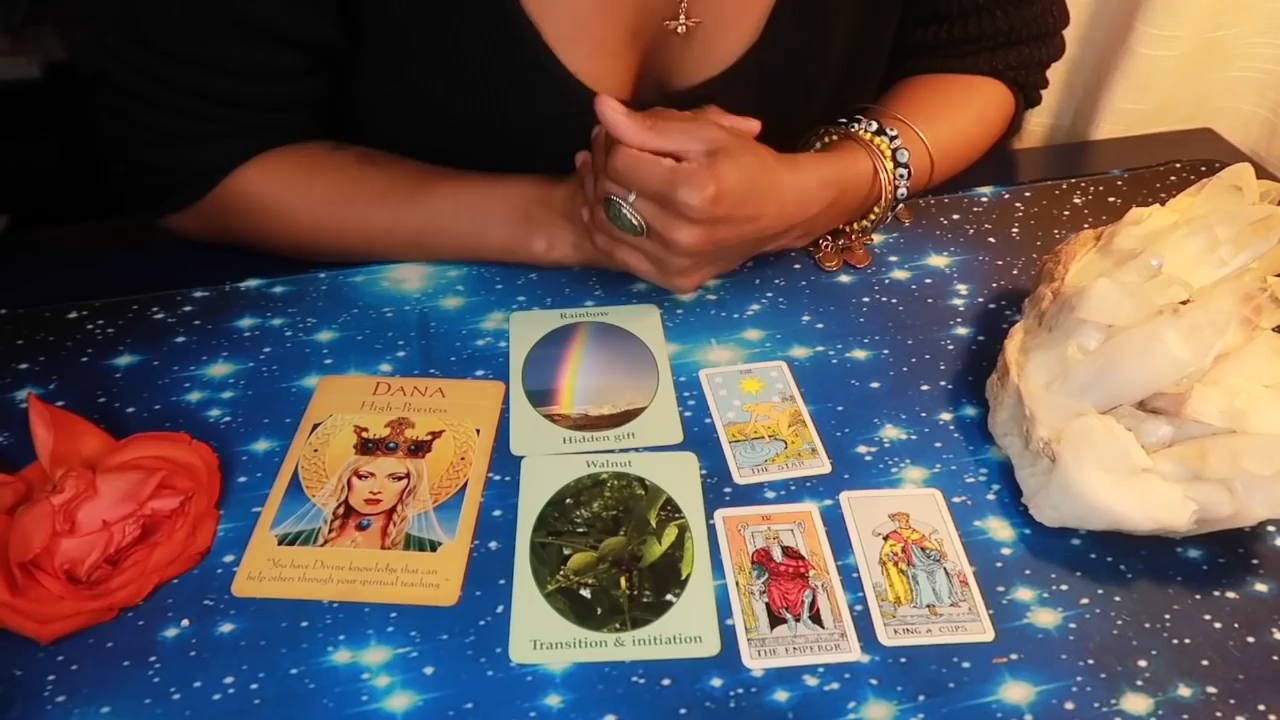 DANA
High-Priestess
"You have Divine knowledge that can
help others through your spiritual teaching."
Rainbow
Hidden gift
Walnut
Transition & initiation
THE STAR.
IV
THE EMPEROR.
KING of CUPS.